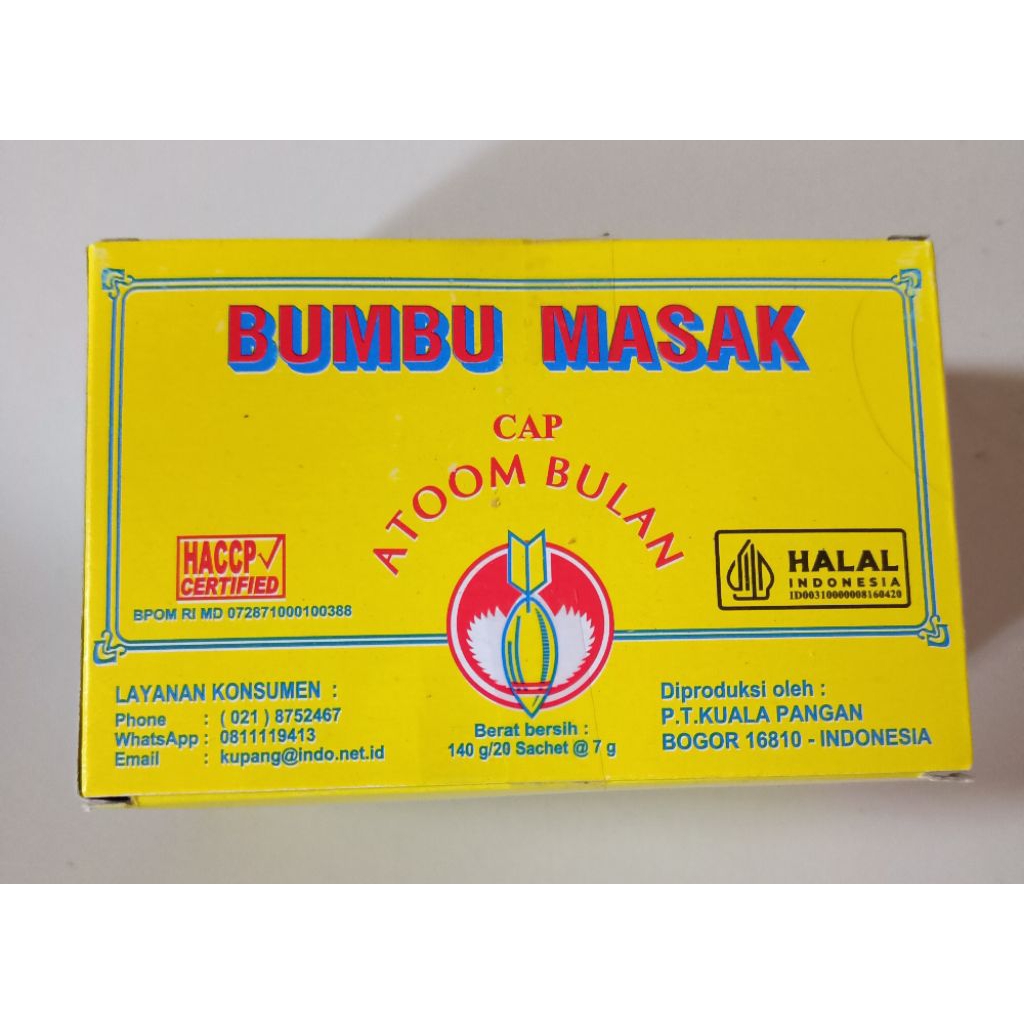 BUMBU MASAK
CAP
ATOOM BULAN
HACCP
CERTIFIED
BPOM RI MD 072871000100388
HALAL
INDONESIA
ID00310000008160420
LAYANAN KONSUMEN :
Phone : ( 021 ) 8752467
WhatsApp : 0811119413
Email : kupang@indo.net.id
Berat bersih :
140 g/20 Sachet @ 7 g
Diproduksi oleh :
P.T.KUALA PANGAN
BOGOR 16810 - INDONESIA